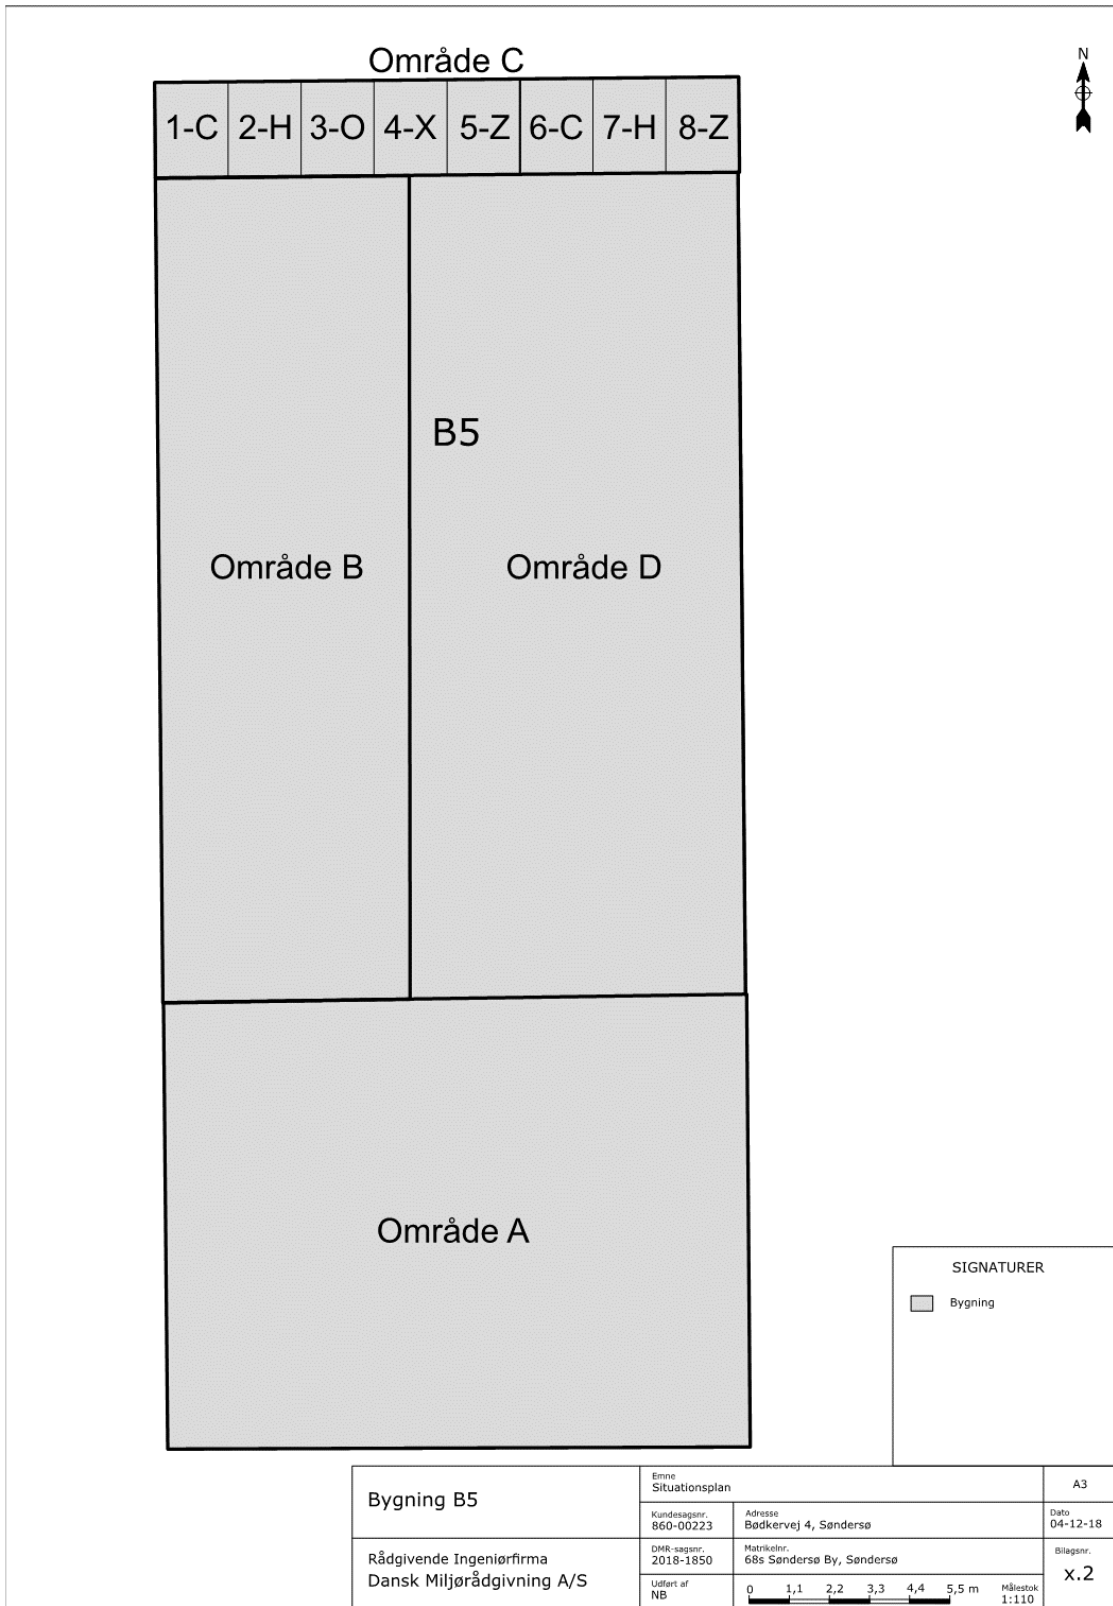 Område C
N
1-C 2-H 3-O 4-X 5-Z 6-C 7-H 8-Z
B5
Område B
Område D
Område A
SIGNATURER
Bygning
Bygning B5
Emne
Situationsplan
A3
Kundesagsnr.
860-00223
Adresse
Bødkervej 4, Søndersø
Dato
04-12-18
Rådgivende Ingeniørfirma
Dansk Miljørådgivning A/S
DMR-sagsnr.
2018-1850
Matrikelnr.
68s Søndersø By, Søndersø
Bilagsnr.
x.2
Udført af
NB
0 1,1 2,2 3,3 4,4 5,5 m
Målestok
1:110